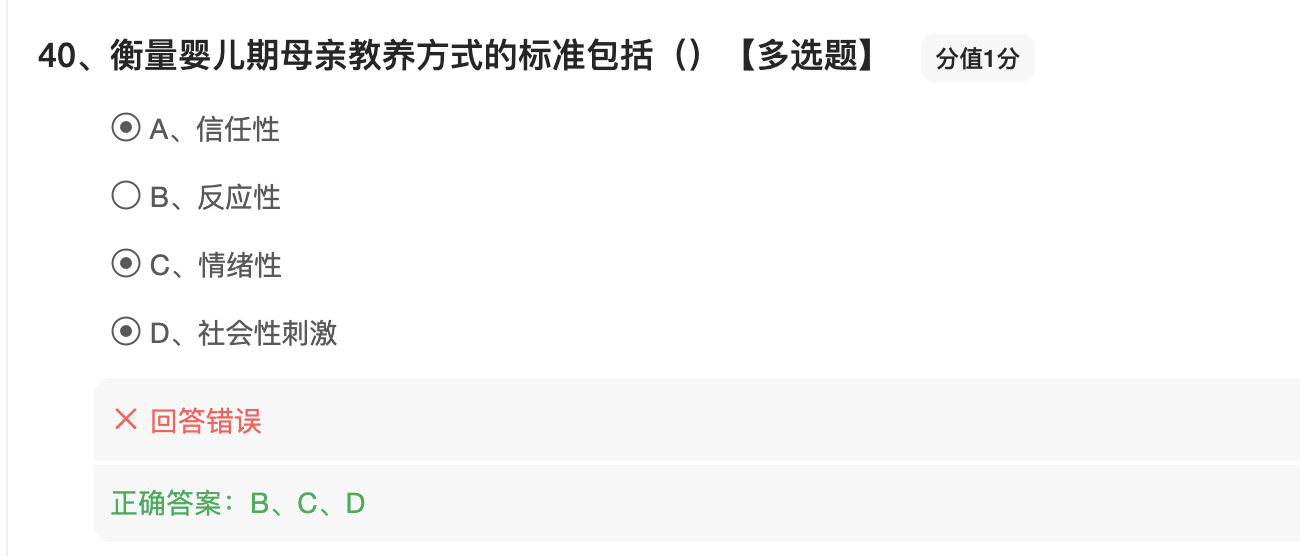 40、衡量婴儿期母亲教养方式的标准包括（）【多选题】 分值1分
A、信任性
B、反应性
C、情绪性
D、社会性刺激
回答错误
正确答案：B、C、D